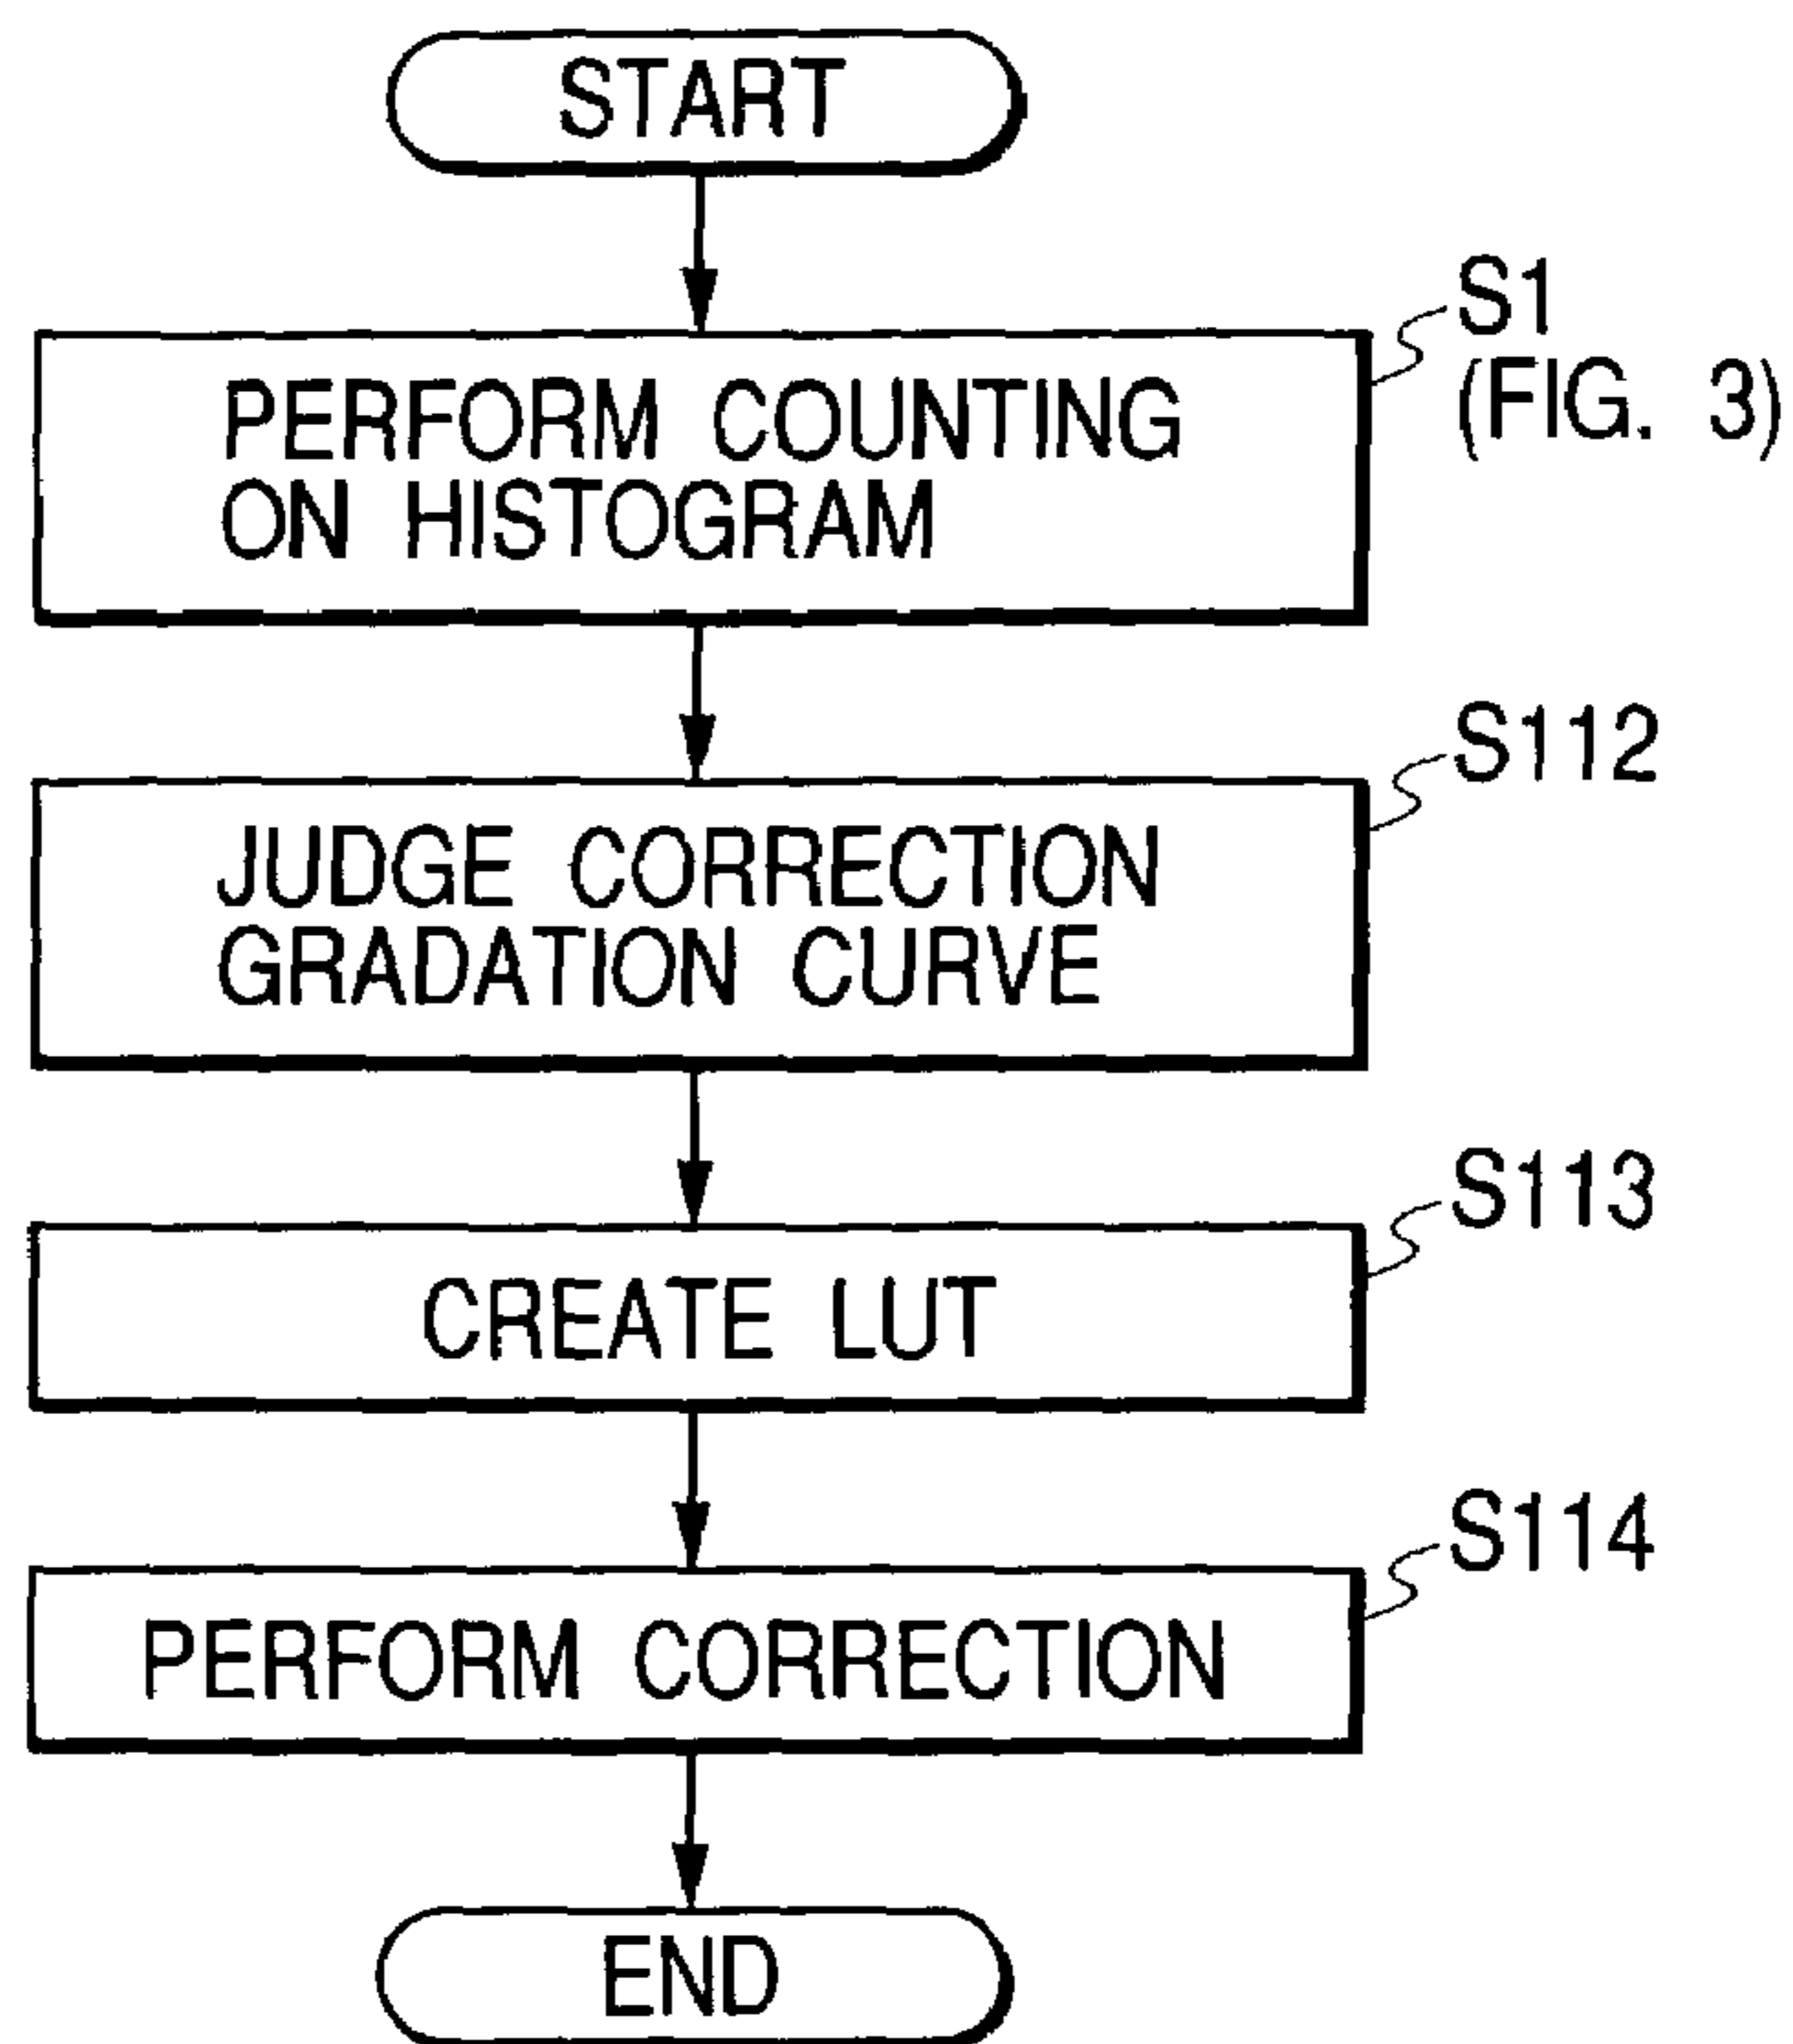 START
S1
(FIG. 3)
PERFORM COUNTING
ON HISTOGRAM
S112
JUDGE CORRECTION
GRADATION CURVE
S113
CREATE LUT
S114
PERFORM CORRECTION
END